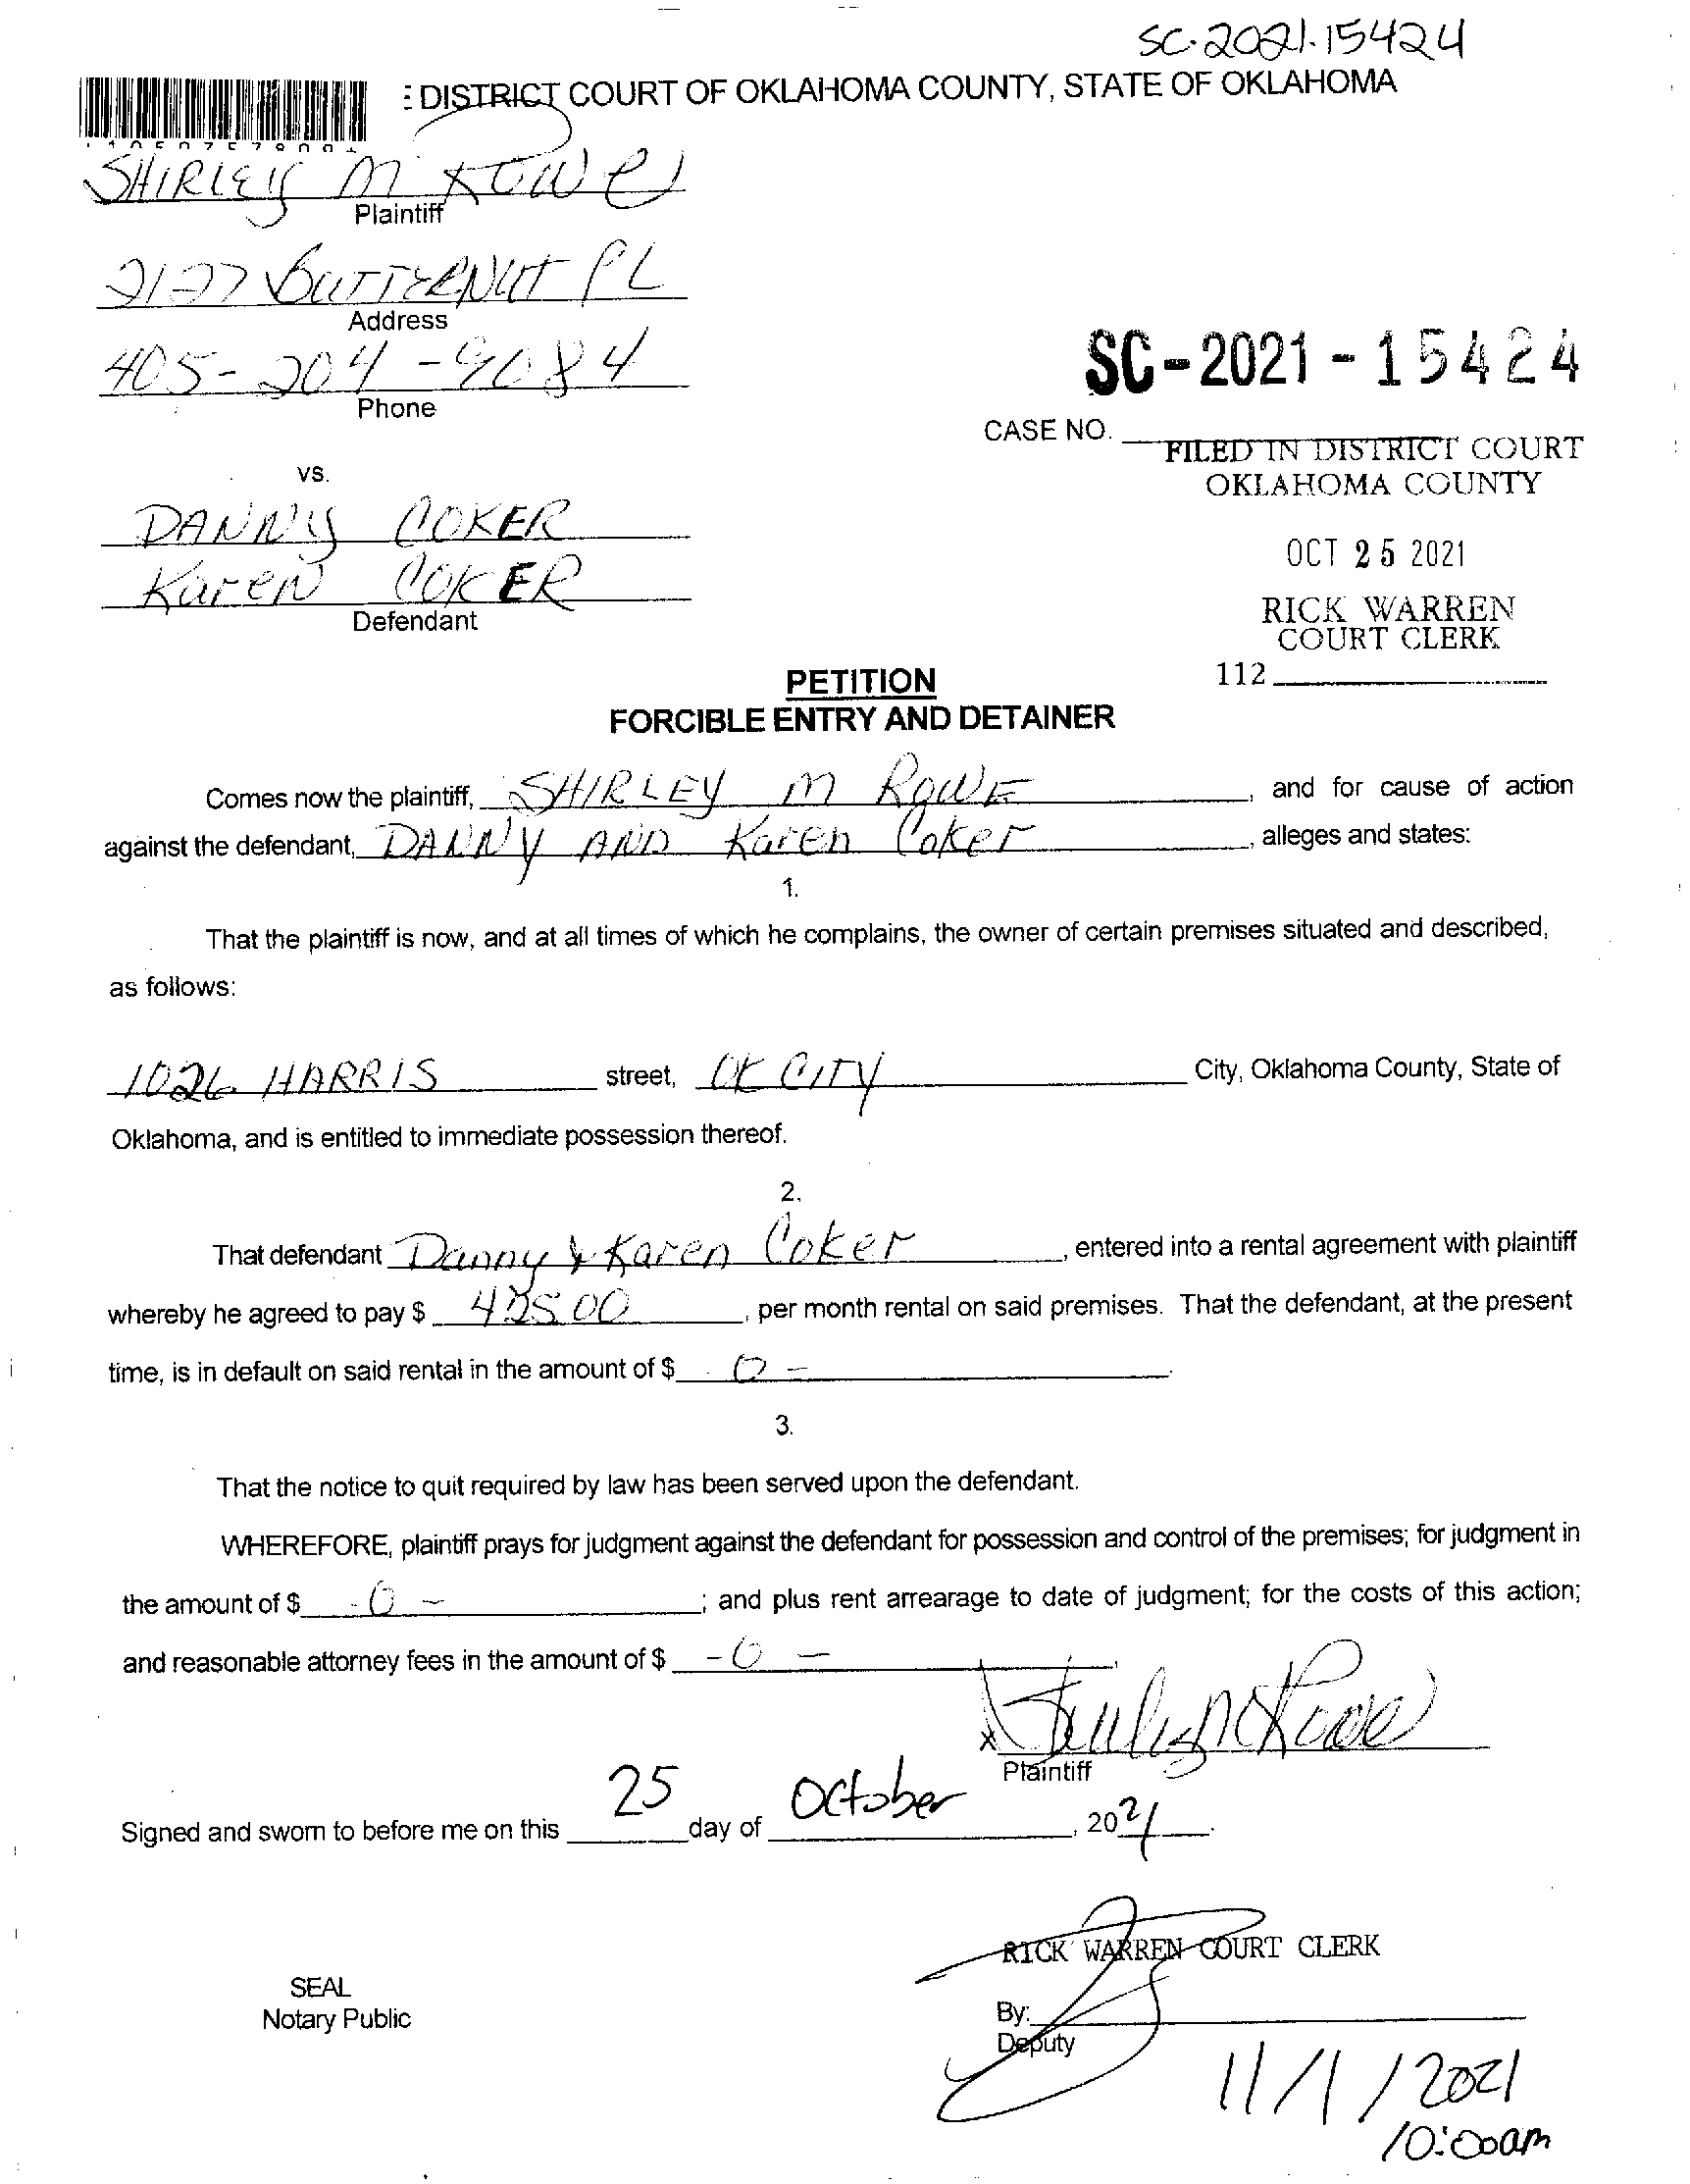 SC-2021-15424
DISTRICT COURT OF OKLAHOMA COUNTY, STATE OF OKLAHOMA
SHIRLEY M ROWE
Plaintiff
2127 BUTTERNUT PL
Address
405-204-9084
Phone
SC-2021-15424
CASE NO.
FILED IN DISTRICT COURT
OKLAHOMA COUNTY
vs.
DANNY COKER
OCT 25 2021
Karen COKER
Defendant
RICK WARREN
COURT CLERK
112
PETITION
FORCIBLE ENTRY AND DETAINER
Comes now the plaintiff, SHIRLEY M ROWE, and for cause of action
against the defendant, DANNY AND Karen Coker, alleges and states:
1.
That the plaintiff is now, and at all times of which he complains, the owner of certain premises situated and described,
as follows:
1026 HARRIS street, OK CITY City, Oklahoma County, State of
Oklahoma, and is entitled to immediate possession thereof.
2.
That defendant Danny & Karen Coker, entered into a rental agreement with plaintiff
whereby he agreed to pay $ , per month rental on said premises. That the defendant, at the present
time, is in default on said rental in the amount of $ 0 -.
3.
That the notice to quit required by law has been served upon the defendant.
WHEREFORE, plaintiff prays for judgment against the defendant for possession and control of the premises; for judgment in
the amount of $ - 0 - ; and plus rent arrearage to date of judgment; for the costs of this action;
and reasonable attorney fees in the amount of $ - 0 - .
x
Plaintiff
Signed and sworn to before me on this 25 day of October, 2021.
RICK WARREN COURT CLERK
SEAL
Notary Public
By:
Deputy
11/1/2021
10:00am